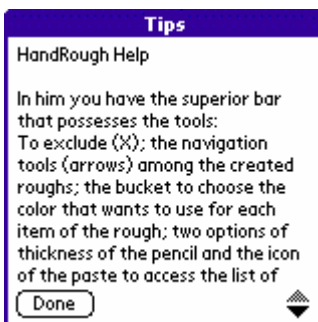 Tips
HandRough Help
In him you have the superior bar
that possesses the tools:
To exclude (X); the navigation
tools (arrows) among the created
roughs; the bucket to choose the
color that wants to use for each
item of the rough; two options of
thickness of the pencil and the icon
of the paste to access the list of
Done